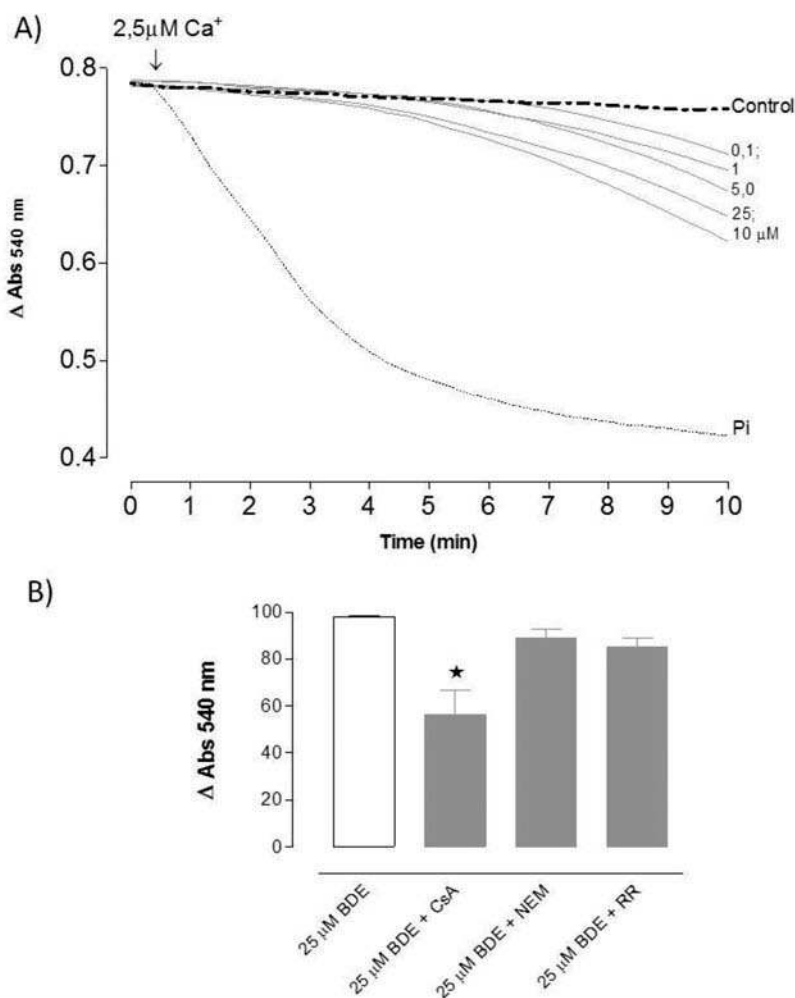 A)
2,5μM Ca⁺
↓
0.8
0.7
0.6
0.5
0.4
Δ Abs 540 nm
Control
0,1;
1
5,0
25;
10 μM
Pi
0 1 2 3 4 5 6 7 8 9 10
Time (min)
B)
100
80
60
40
20
0
Δ Abs 540 nm
★
25 μM BDE
25 μM BDE + CsA
25 μM BDE + NEM
25 μM BDE + RR